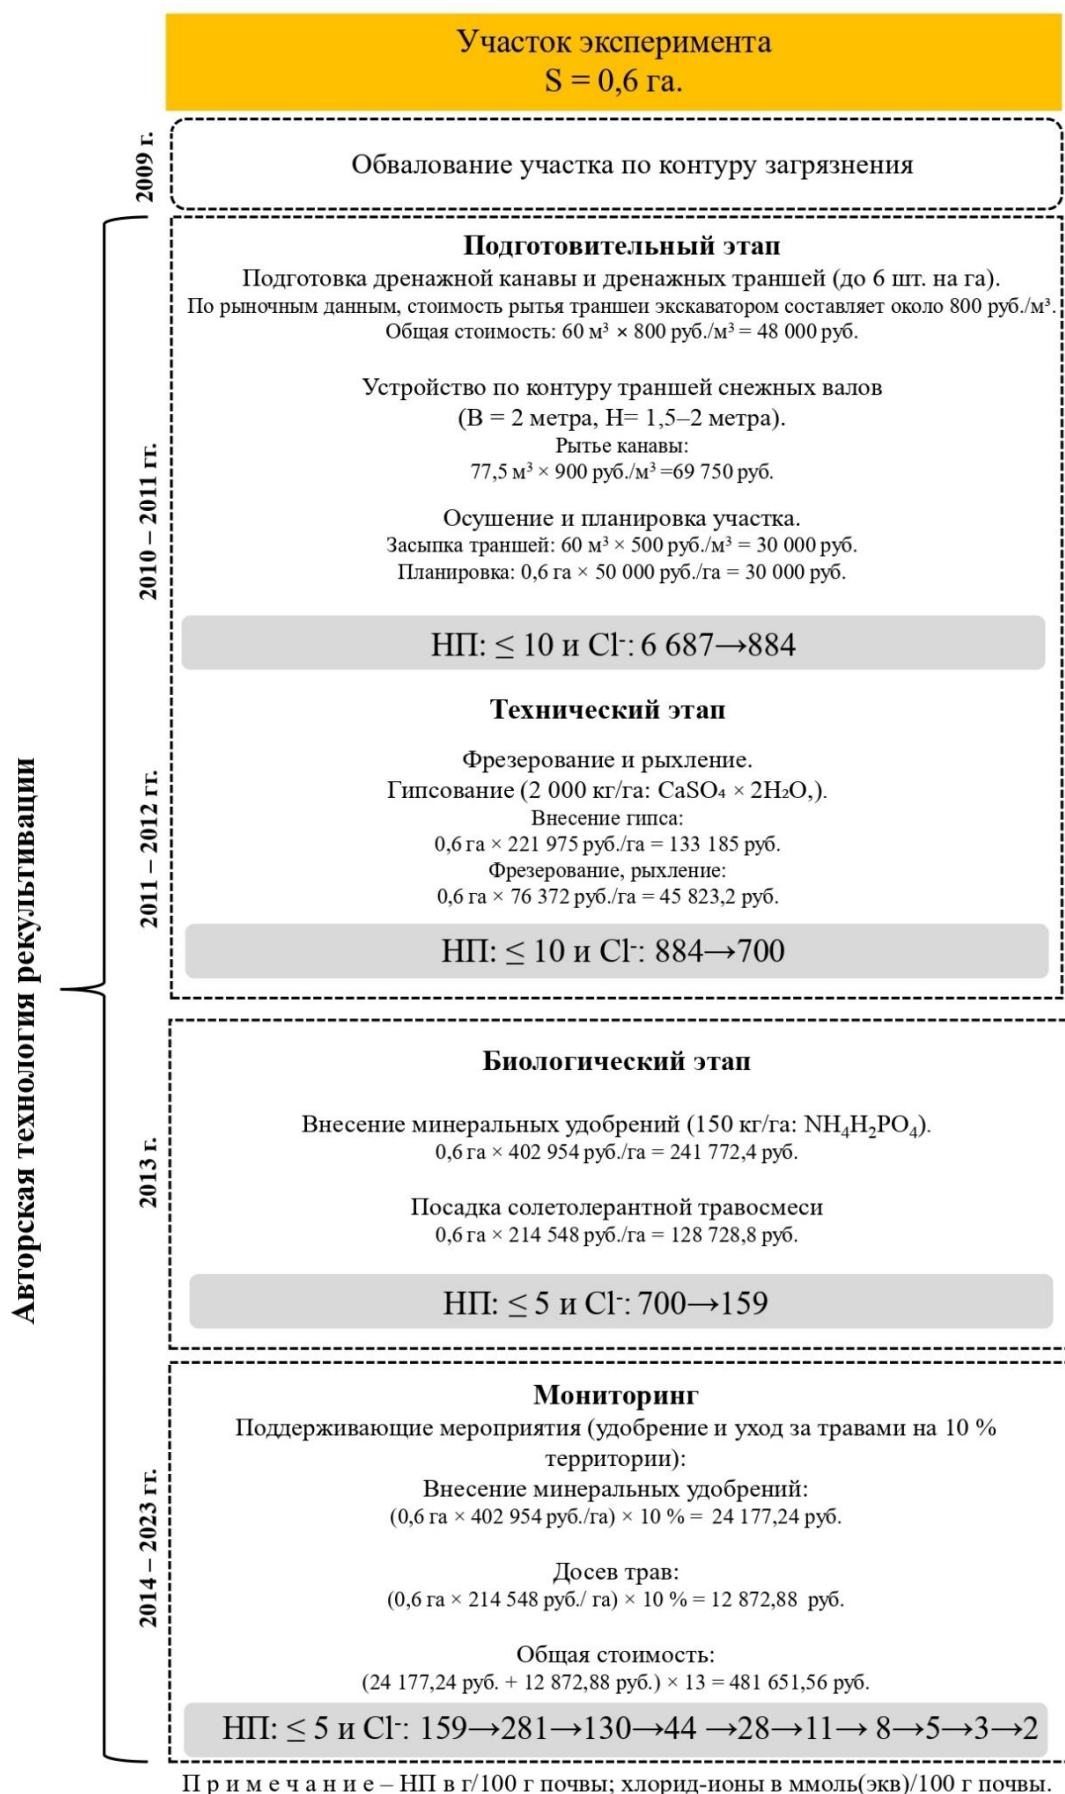 Участок эксперимента
S = 0,6 га.
2009 г.
Обвалование участка по контуру загрязнения
Авторская технология рекультивации
2010 – 2011 гг.
Подготовительный этап
Подготовка дренажной канавы и дренажных траншей (до 6 шт. на га).
По рыночным данным, стоимость рытья траншеи экскаватором составляет около 800 руб./м³.
Общая стоимость: 60 м³ × 800 руб./м³ = 48 000 руб.
Устройство по контуру траншей снежных валов
(B = 2 метра, H= 1,5–2 метра).
Рытье канавы:
77,5 м³ × 900 руб./м³ =69 750 руб.
Осушение и планировка участка.
Засыпка траншей: 60 м³ × 500 руб./м³ = 30 000 руб.
Планировка: 0,6 га × 50 000 руб./га = 30 000 руб.
НП: ≤ 10 и Cl⁻: 6 687→884
2011 – 2012 гг.
Технический этап
Фрезерование и рыхление.
Гипсование (2 000 кг/га: CaSO₄ × 2H₂O,).
Внесение гипса:
0,6 га × 221 975 руб./га = 133 185 руб.
Фрезерование, рыхление:
0,6 га × 76 372 руб./га = 45 823,2 руб.
НП: ≤ 10 и Cl⁻: 884→700
2013 г.
Биологический этап
Внесение минеральных удобрений (150 кг/га: NH₄H₂PO₄).
0,6 га × 402 954 руб./га = 241 772,4 руб.
Посадка солетолерантной травосмеси
0,6 га × 214 548 руб./га = 128 728,8 руб.
НП: ≤ 5 и Cl⁻: 700→159
2014 – 2023 гг.
Мониторинг
Поддерживающие мероприятия (удобрение и уход за травами на 10 %
территории):
Внесение минеральных удобрений:
(0,6 га × 402 954 руб./га) × 10 % = 24 177,24 руб.
Досев трав:
(0,6 га × 214 548 руб./ га) × 10 % = 12 872,88 руб.
Общая стоимость:
(24 177,24 руб. + 12 872,88 руб.) × 13 = 481 651,56 руб.
НП: ≤ 5 и Cl⁻: 159→281→130→44 →28→11→ 8→5→3→2
П р и м е ч а н и е – НП в г/100 г почвы; хлорид-ионы в ммоль(экв)/100 г почвы.